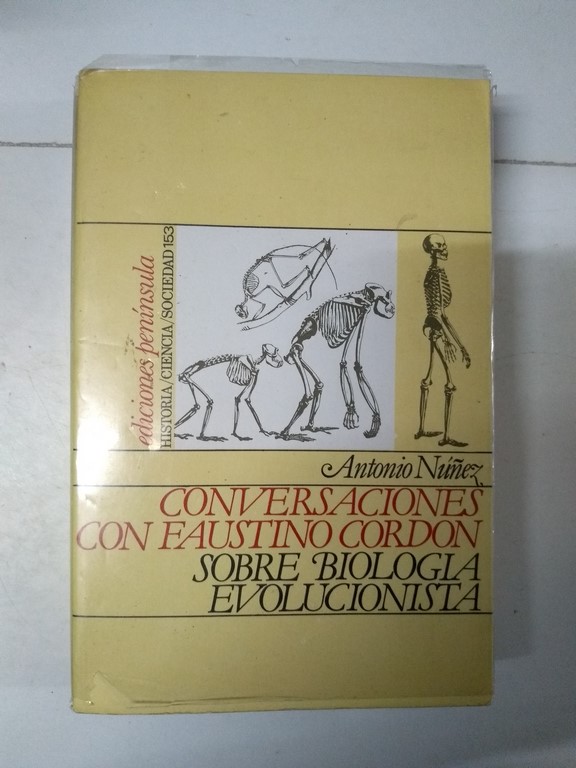 ediciones península
HISTORIA/CIENCIA/SOCIEDAD 153
Antonio Núñez
CONVERSACIONES
CON FAUSTINO CORDON
SOBRE BIOLOGIA
EVOLUCIONISTA